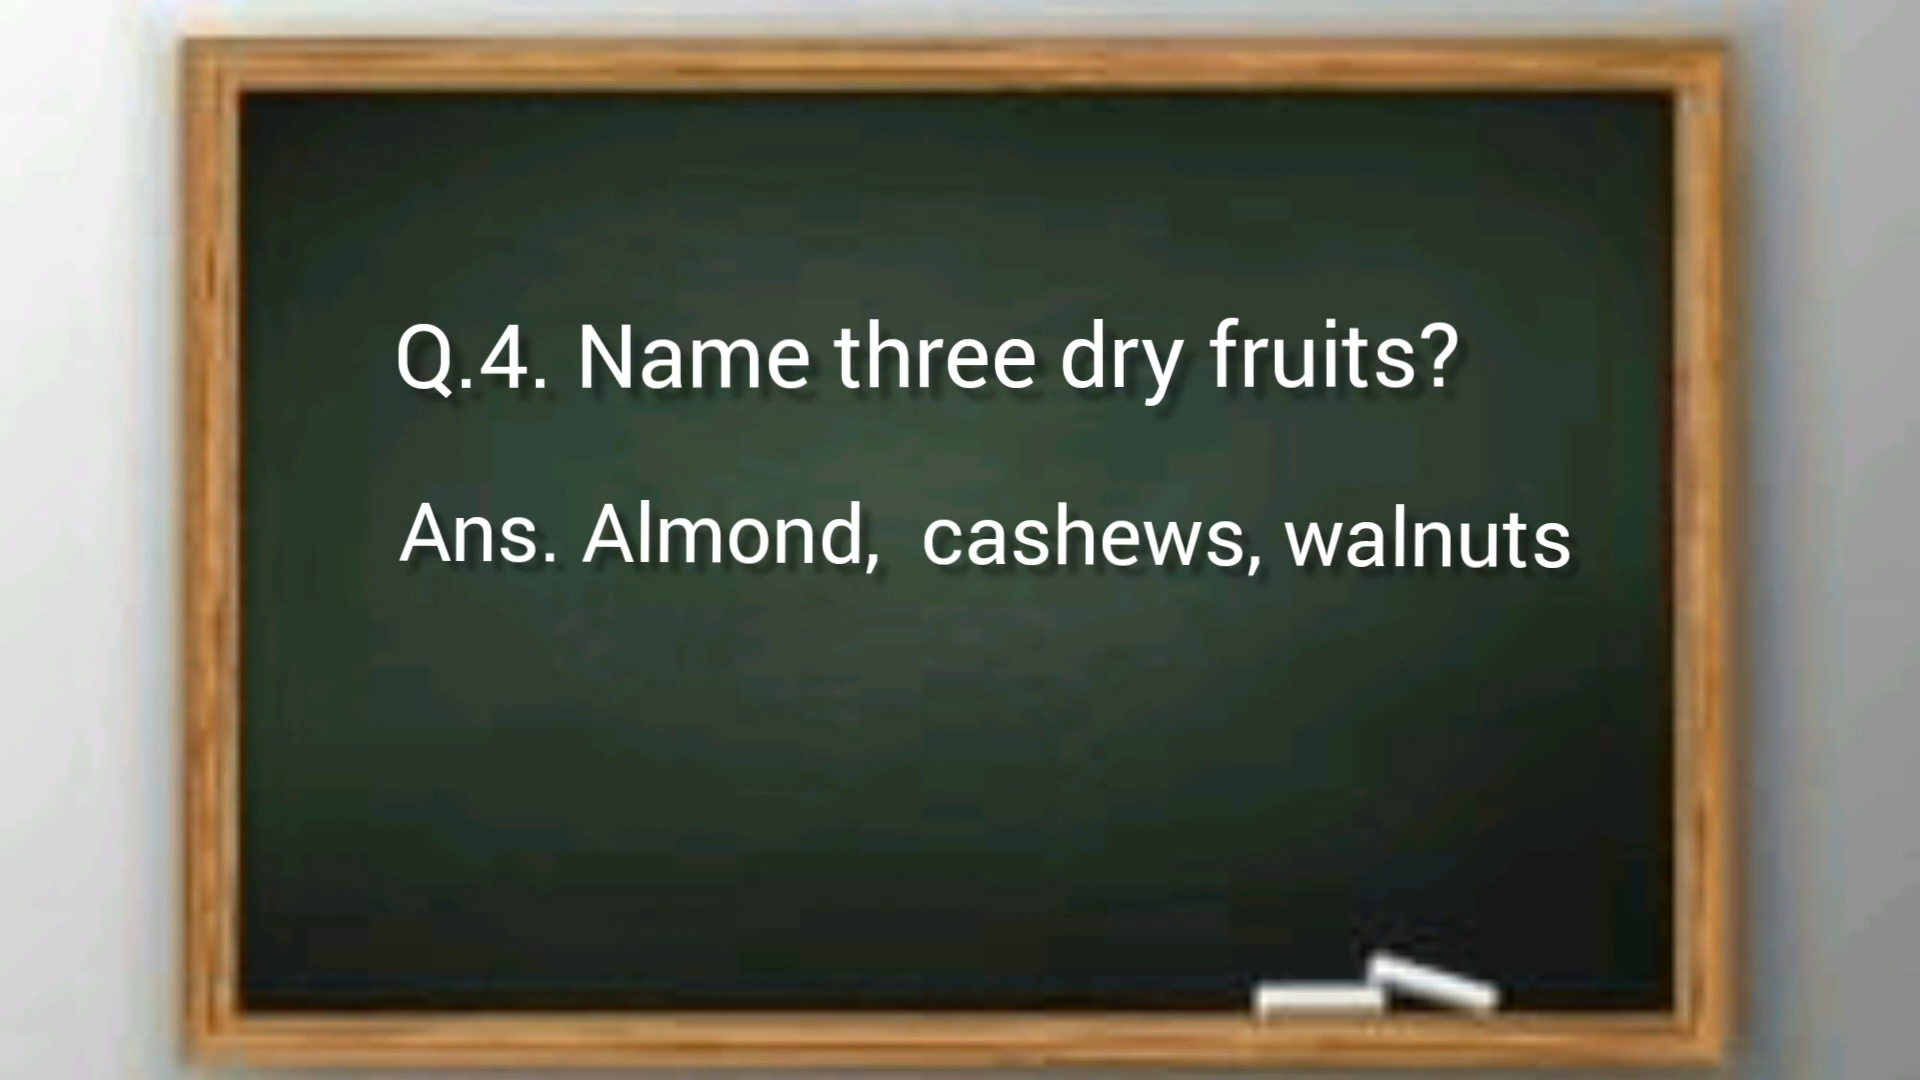 Q.4. Name three dry fruits?
Ans. Almond, cashews, walnuts